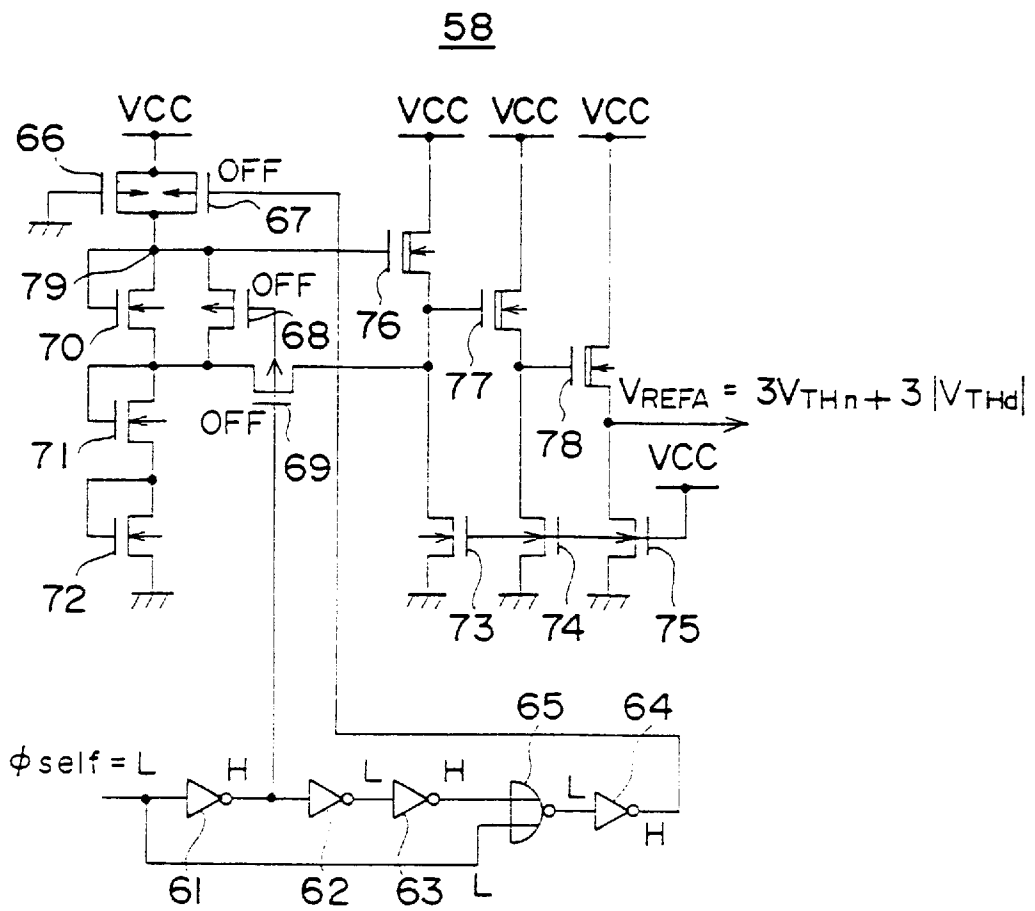 58
VCC
VCC
VCC
VCC
66
OFF
67
79
OFF
76
70
68
77
VREFA = 3VTHn + 3 |VTHd|
OFF
78
71
69
VCC
72
73
74
75
65
64
φself = L
H
L
H
L
H
61
62
63
L